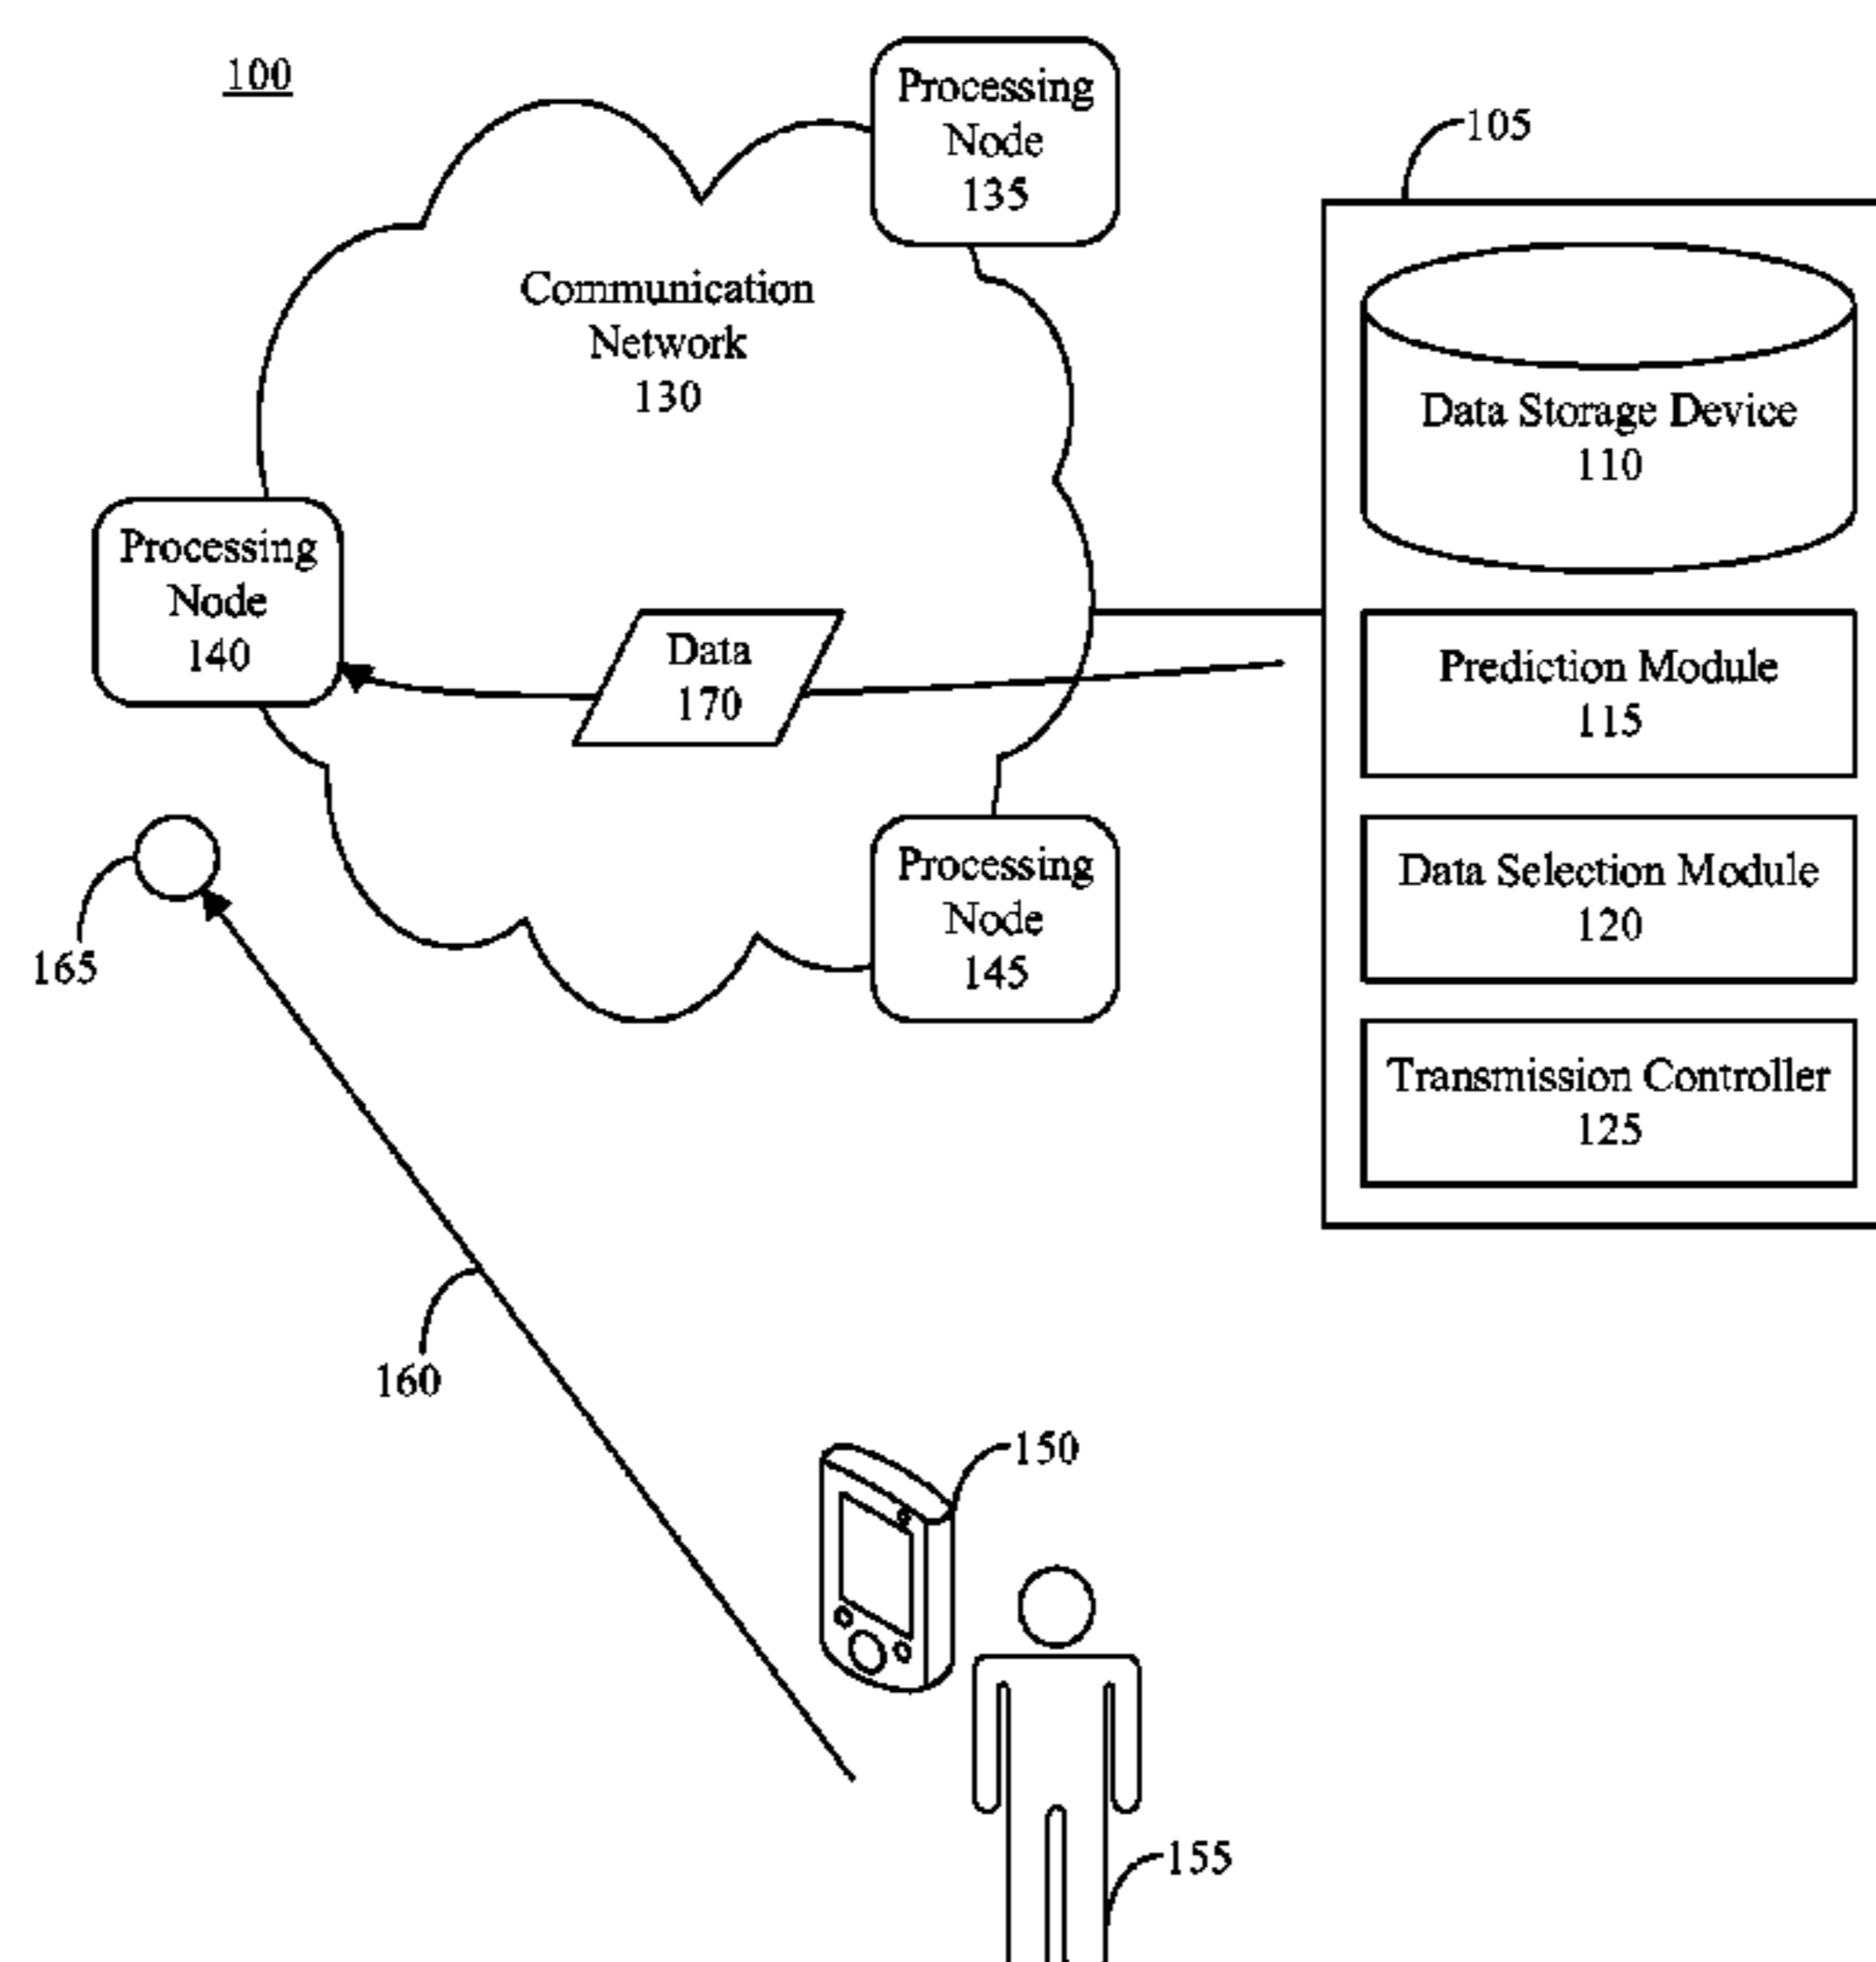 100
Processing
Node
135
105
Communication
Network
130
Data Storage Device
110
Processing
Node
140
Data
170
Prediction Module
115
Data Selection Module
120
Processing
Node
145
165
Transmission Controller
125
160
150
155